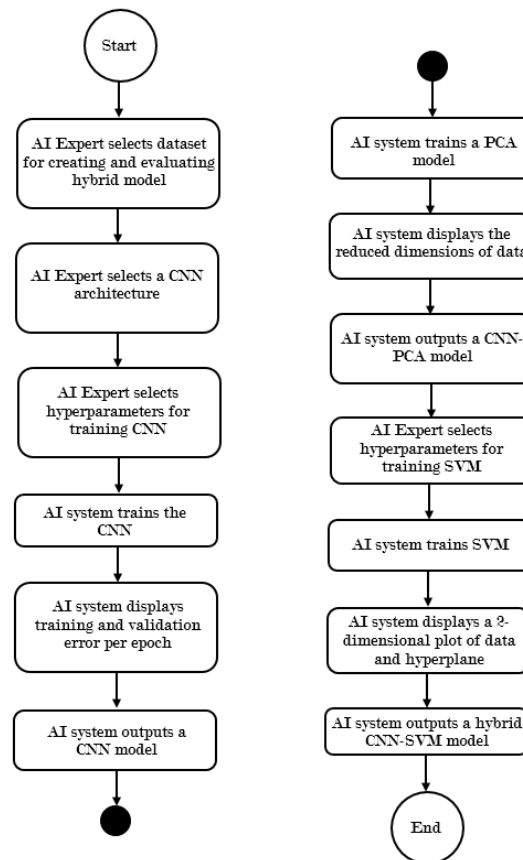 Start
AI Expert selects dataset
for creating and evaluating
hybrid model
AI Expert selects a CNN
architecture
AI Expert selects
hyperparameters for
training CNN
AI system trains the
CNN
AI system displays
training and validation
error per epoch
AI system outputs a
CNN model
AI system trains a PCA
model
AI system displays the
reduced dimensions of data
AI system outputs a CNN-
PCA model
AI Expert selects
hyperparameters for
training SVM
AI system trains SVM
AI system displays a 2-
dimensional plot of data
and hyperplane
AI system outputs a hybrid
CNN-SVM model
End